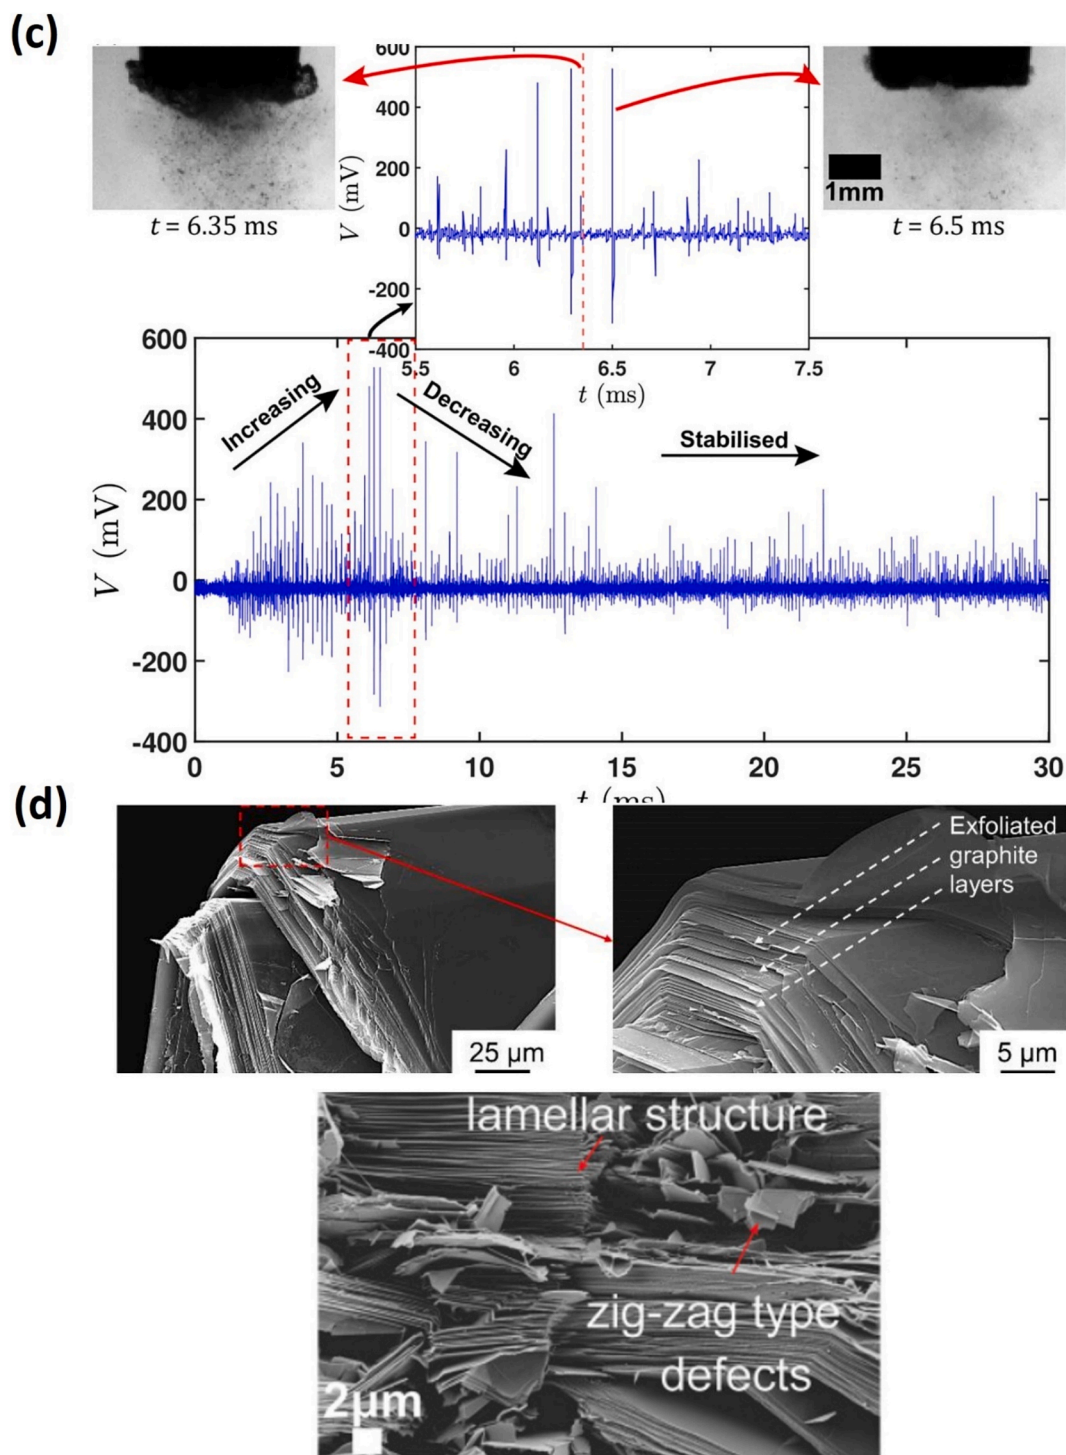 (c)
t = 6.35 ms
600
400
200
0
-200
-400
V (mV)
5.5
6
6.5
7
7.5
t (ms)
1mm
t = 6.5 ms
600
400
200
0
-200
-400
V (mV)
Increasing
Decreasing
Stabilised
0
5
10
15
20
25
30
t (ms)
(d)
25 µm
Exfoliated
graphite
layers
5 µm
lamellar structure
zig-zag type
defects
2µm